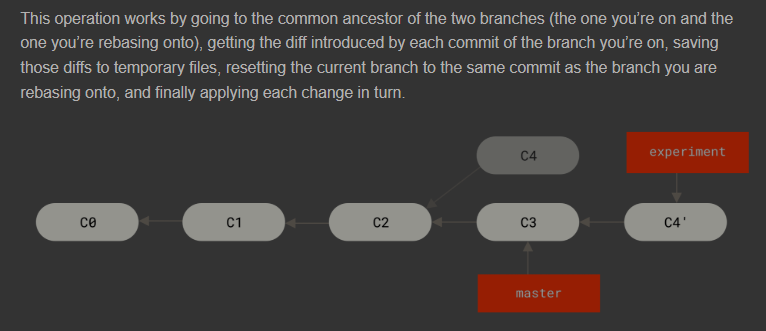 This operation works by going to the common ancestor of the two branches (the one you’re on and the
one you’re rebasing onto), getting the diff introduced by each commit of the branch you’re on, saving
those diffs to temporary files, resetting the current branch to the same commit as the branch you are
rebasing onto, and finally applying each change in turn.
C4
experiment
C0
C1
C2
C3
C4'
master